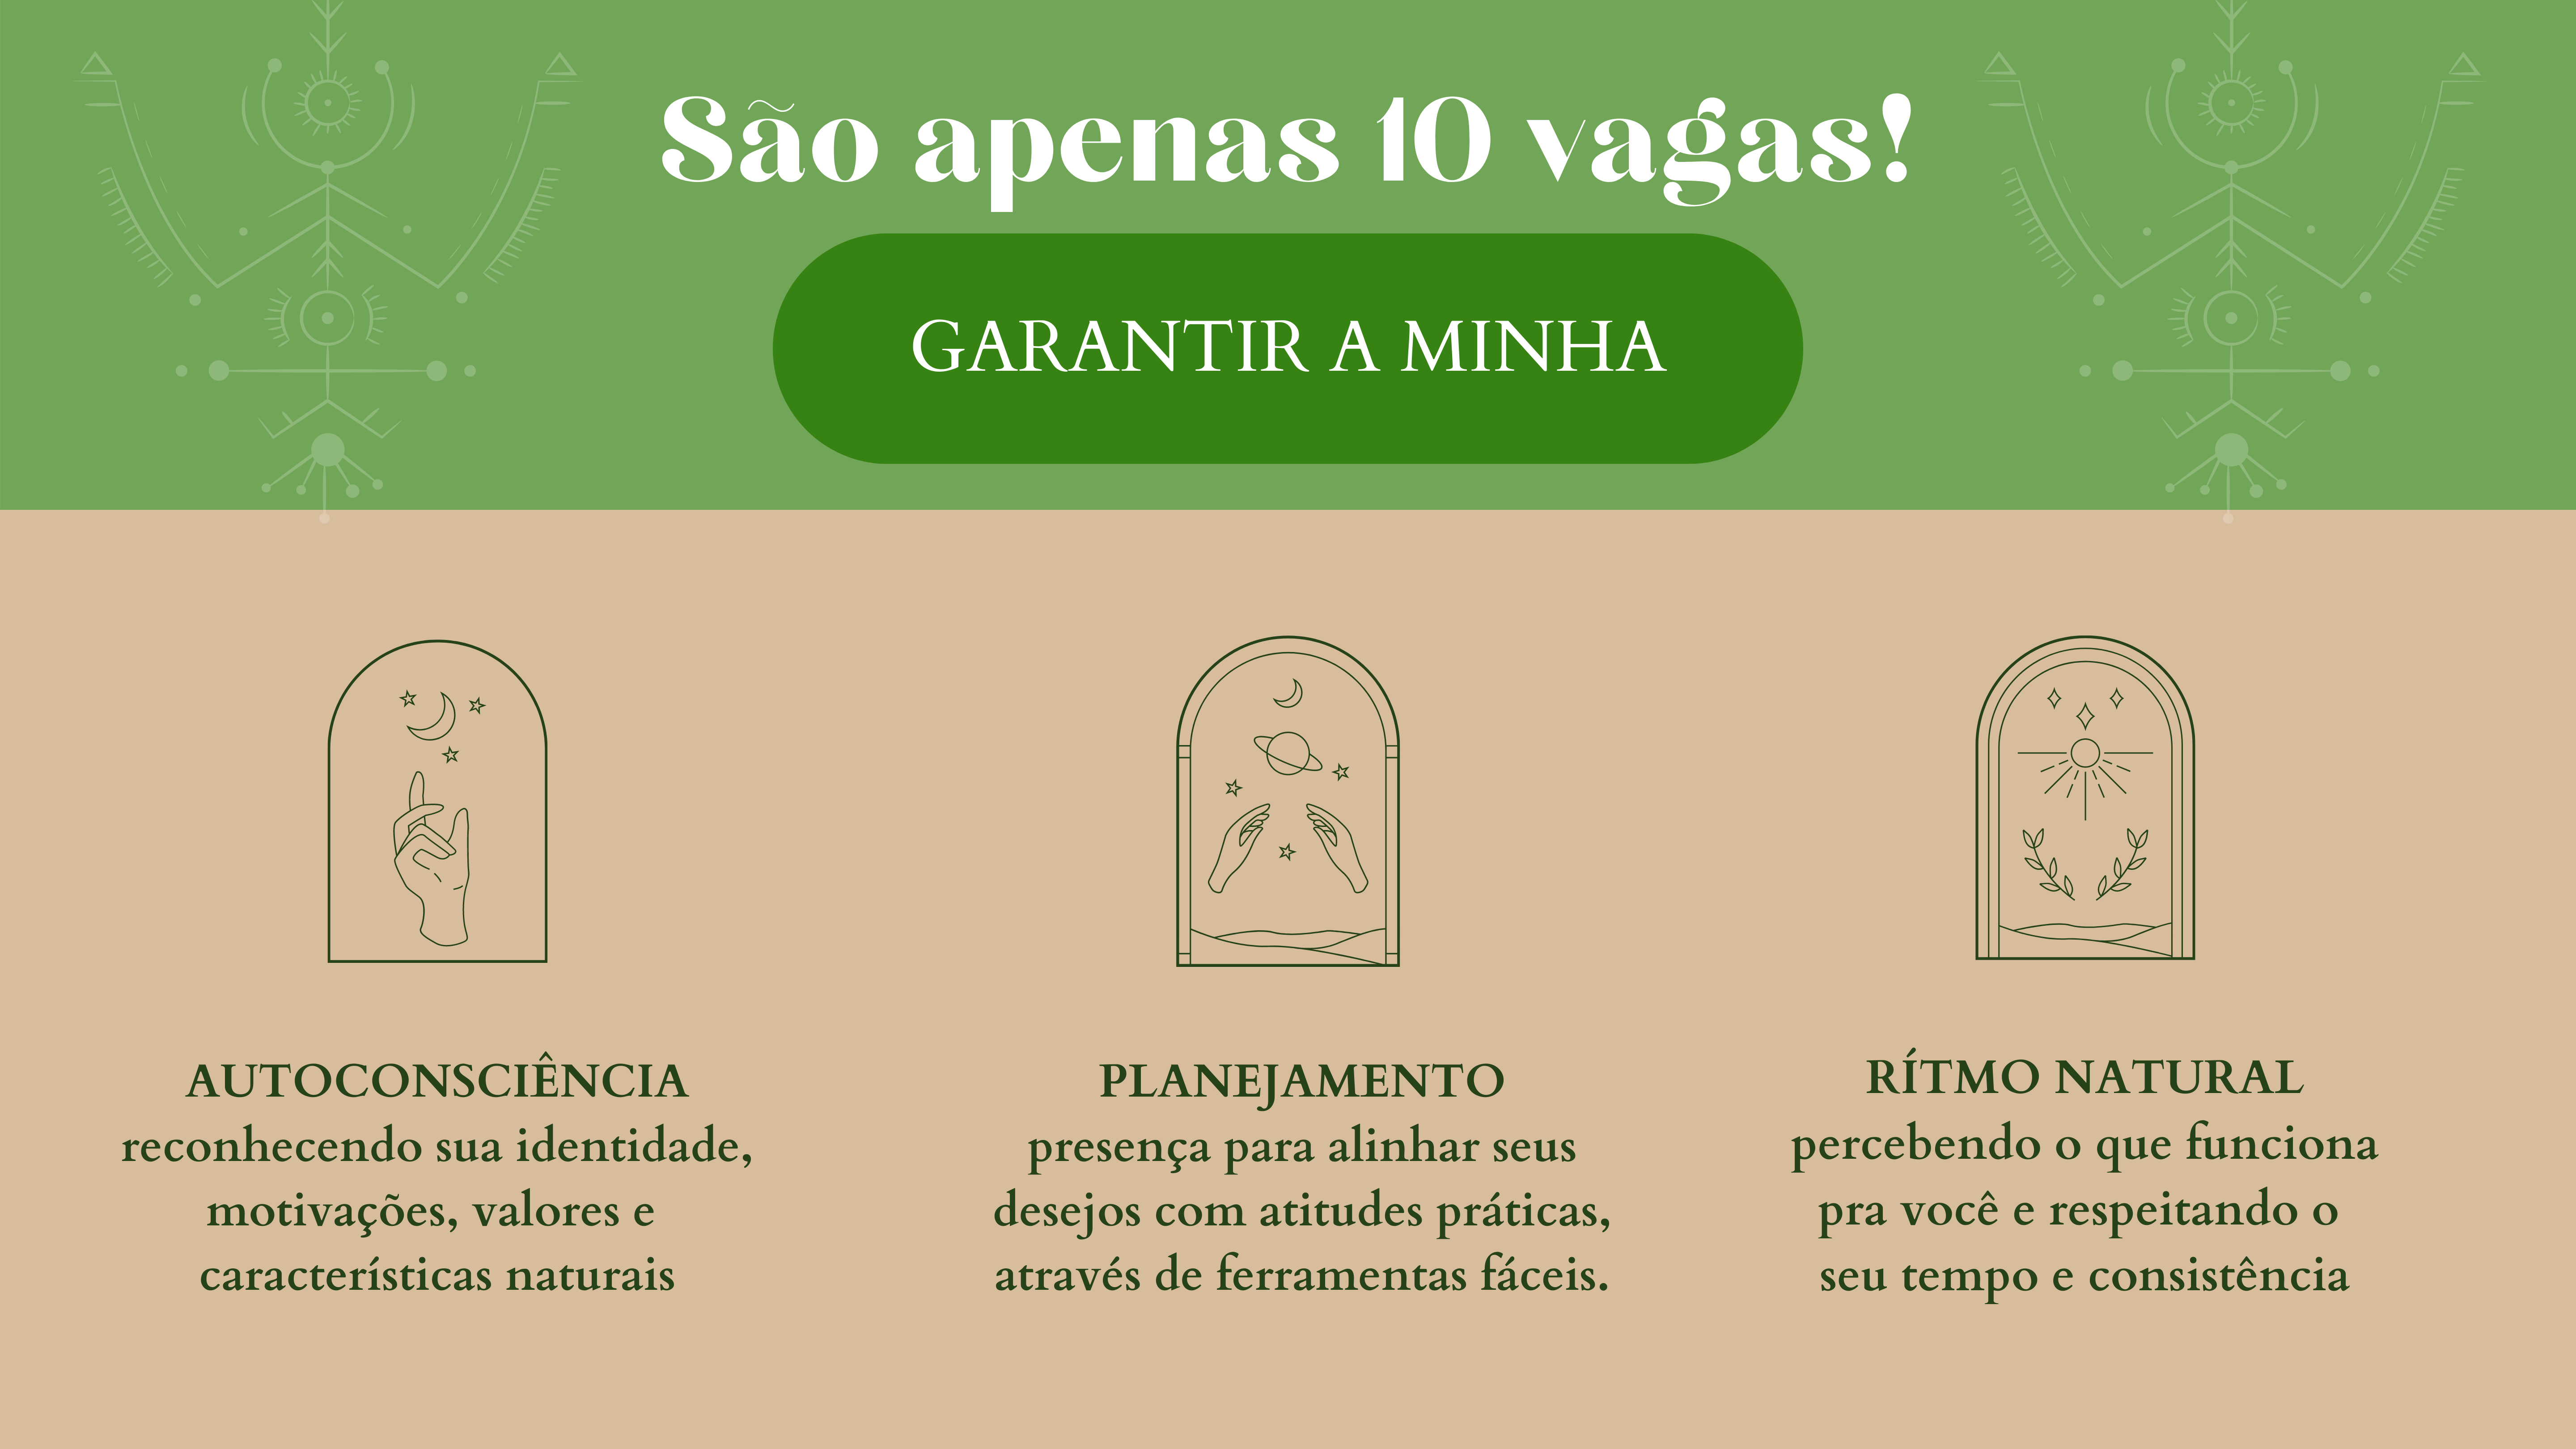 São apenas 10 vagas!
GARANTIR A MINHA
AUTOCONSCIÊNCIA
reconhecendo sua identidade,
motivações, valores e
características naturais
PLANEJAMENTO
presença para alinhar seus
desejos com atitudes práticas,
através de ferramentas fáceis.
RÍTMO NATURAL
percebendo o que funciona
pra você e respeitando o
seu tempo e consistência